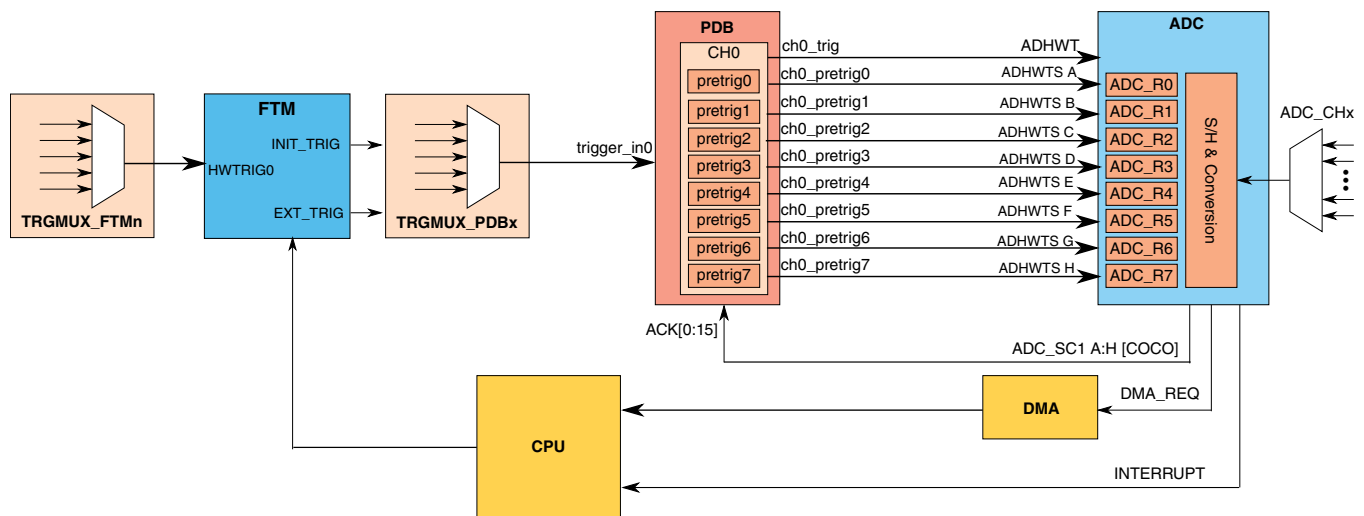 PDB
ADC
CH0
ch0_trig
ADHWT
pretrig0
ch0_pretrig0
ADHWTS A
ADC_R0
pretrig1
ch0_pretrig1
ADHWTS B
ADC_R1
pretrig2
ch0_pretrig2
ADHWTS C
ADC_R2
pretrig3
ch0_pretrig3
ADHWTS D
ADC_R3
pretrig4
ch0_pretrig4
ADHWTS E
ADC_R4
pretrig5
ch0_pretrig5
ADHWTS F
ADC_R5
pretrig6
ch0_pretrig6
ADHWTS G
ADC_R6
pretrig7
ch0_pretrig7
ADHWTS H
ADC_R7
S/H & Conversion
ADC_CHx
FTM
INIT_TRIG
HWTRIG0
EXT_TRIG
TRGMUX_FTMn
TRGMUX_PDBx
trigger_in0
ACK[0:15]
ADC_SC1 A:H [COCO]
DMA_REQ
DMA
CPU
INTERRUPT